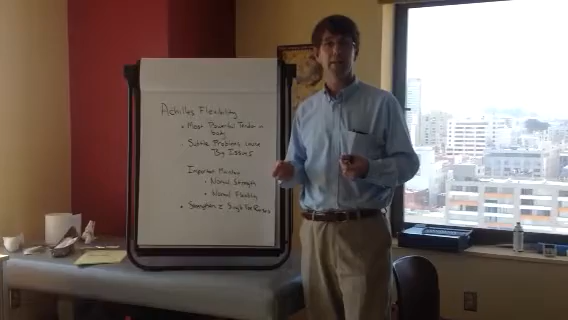 Achilles Flexibility
• Most Powerful Tendon in
body
• Subtle Problems cause
Big Issues
Important Maintain
• Normal Strength
• Normal Flexibility
• Strengthen c Single Toe Raises